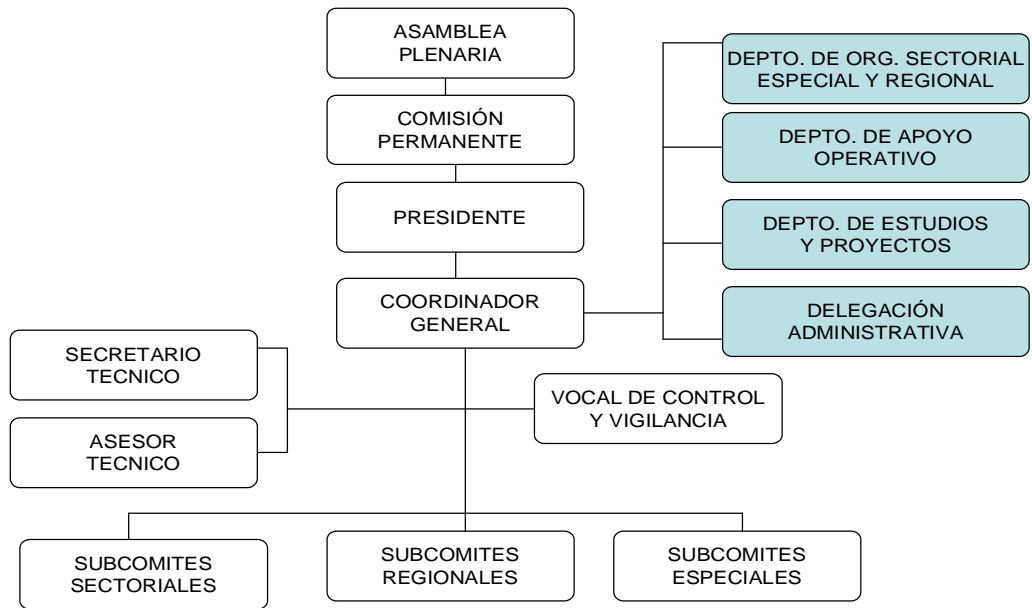 ASAMBLEA
PLENARIA
COMISIÓN
PERMANENTE
PRESIDENTE
COORDINADOR
GENERAL
DEPTO. DE ORG. SECTORIAL
ESPECIAL Y REGIONAL
DEPTO. DE APOYO
OPERATIVO
DEPTO. DE ESTUDIOS
Y PROYECTOS
DELEGACIÓN
ADMINISTRATIVA
SECRETARIO
TECNICO
ASESOR
TECNICO
VOCAL DE CONTROL
Y VIGILANCIA
SUBCOMITES
SECTORIALES
SUBCOMITES
REGIONALES
SUBCOMITES
ESPECIALES